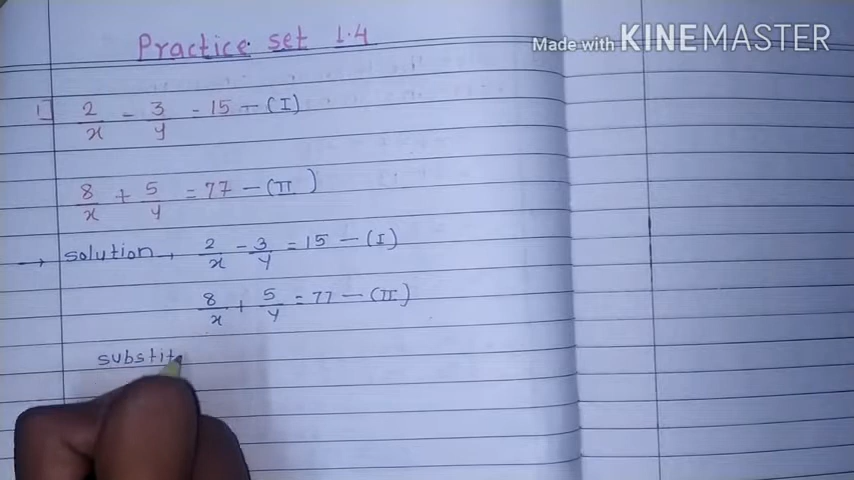 Made with KINEMASTER
Practice set 1.4
1] 2/x - 3/y = 15 - (I)
8/x + 5/y = 77 - (II)
→ solution → 2/x - 3/y = 15 - (I)
8/x + 5/y = 77 - (II)
substit